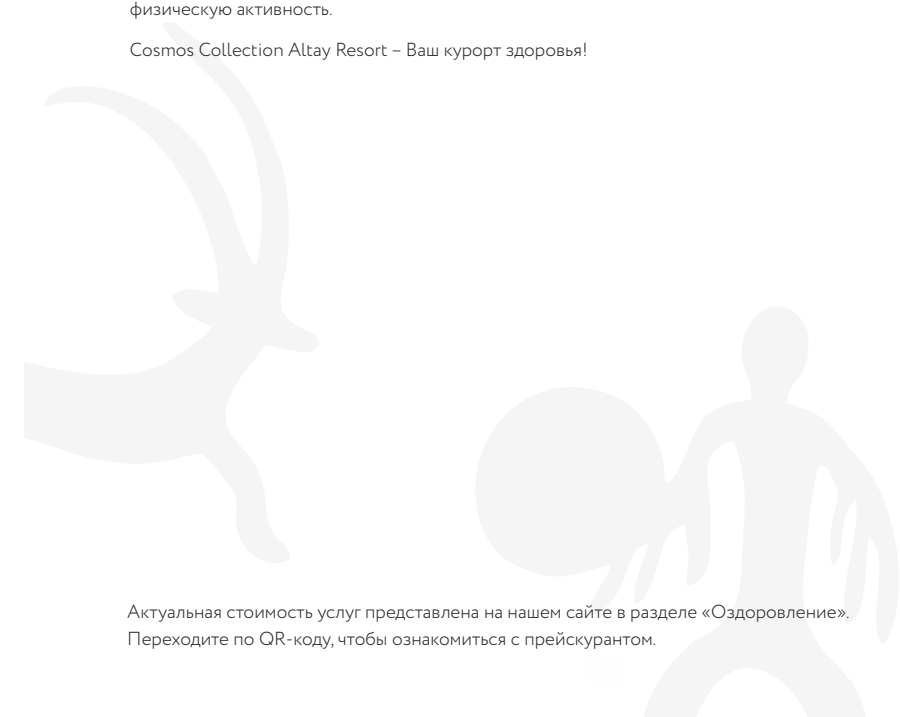 физическую активность.
Cosmos Collection Altay Resort – Ваш курорт здоровья!
Актуальная стоимость услуг представлена на нашем сайте в разделе «Оздоровление».
Переходите по QR-коду, чтобы ознакомиться с прейскурантом.